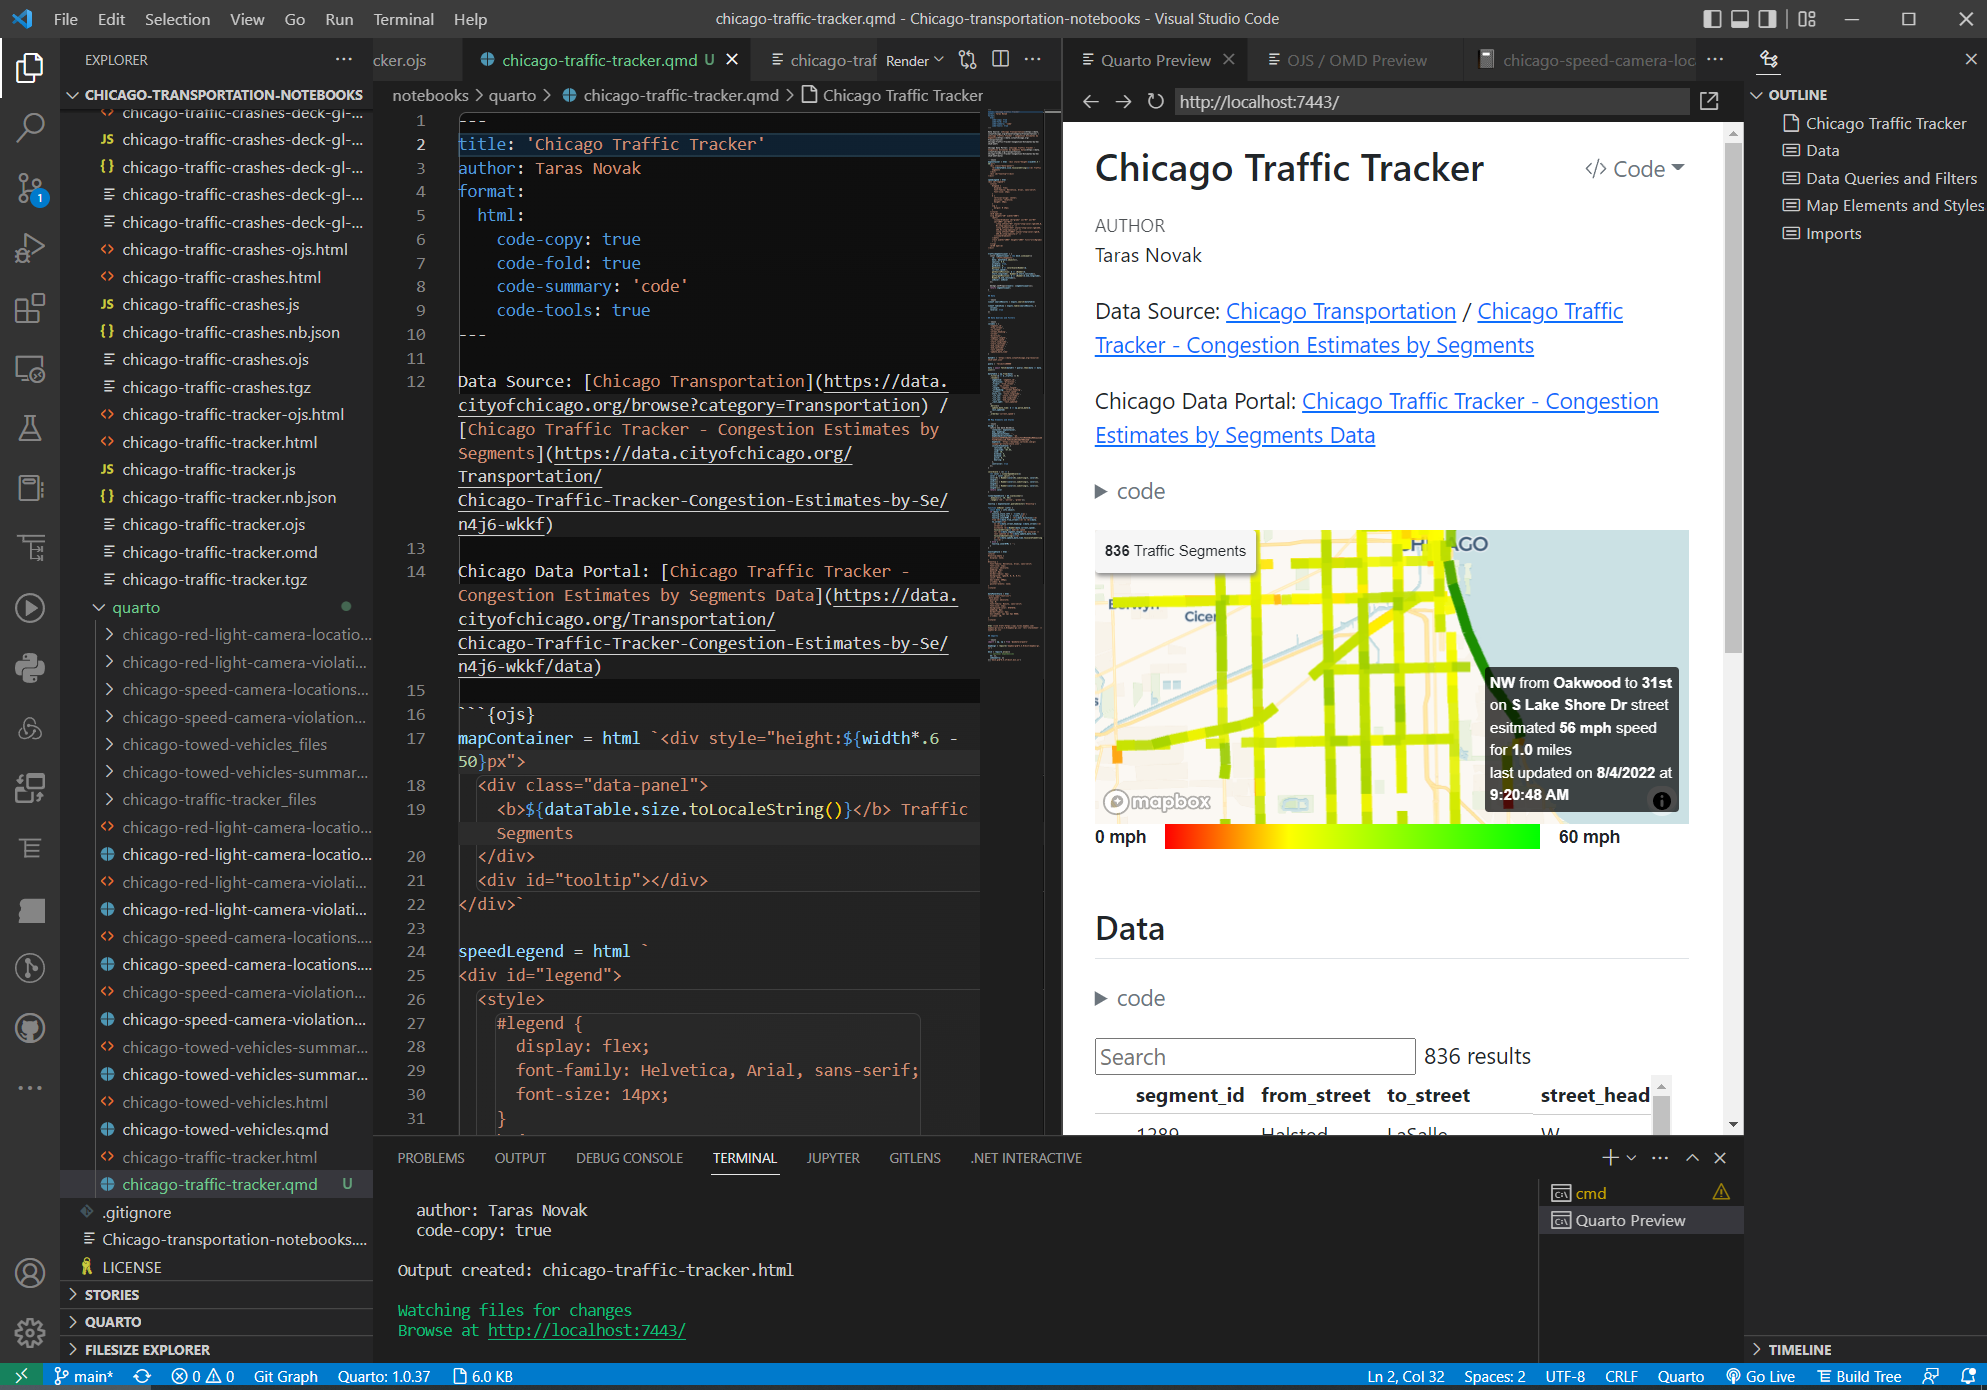 File Edit Selection View Go Run Terminal Help
chicago-traffic-tracker.qmd - Chicago-transportation-notebooks - Visual Studio Code
EXPLORER
CHICAGO-TRANSPORTATION-NOTEBOOKS
chicago-traffic-crashes-deck-gl-...
JS chicago-traffic-crashes-deck-gl-...
{} chicago-traffic-crashes-deck-gl-...
chicago-traffic-crashes-deck-gl-...
chicago-traffic-crashes-deck-gl-...
chicago-traffic-crashes-ojs.html
chicago-traffic-crashes.html
JS chicago-traffic-crashes.js
{} chicago-traffic-crashes.nb.json
chicago-traffic-crashes.ojs
chicago-traffic-crashes.tgz
chicago-traffic-tracker-ojs.html
chicago-traffic-tracker.html
JS chicago-traffic-tracker.js
{} chicago-traffic-tracker.nb.json
chicago-traffic-tracker.ojs
chicago-traffic-tracker.omd
chicago-traffic-tracker.tgz
quarto
chicago-red-light-camera-locatio...
chicago-red-light-camera-violati...
chicago-speed-camera-locations...
chicago-speed-camera-violation...
chicago-towed-vehicles_files
chicago-towed-vehicles-summar...
chicago-traffic-tracker_files
chicago-red-light-camera-locatio...
chicago-red-light-camera-locatio...
chicago-red-light-camera-violati...
chicago-red-light-camera-violati...
chicago-speed-camera-locations....
chicago-speed-camera-locations....
chicago-speed-camera-violation...
chicago-speed-camera-violation...
chicago-towed-vehicles-summar...
chicago-towed-vehicles-summar...
chicago-towed-vehicles.html
chicago-towed-vehicles.qmd
chicago-traffic-tracker.html
chicago-traffic-tracker.qmd U
.gitignore
Chicago-transportation-notebooks....
LICENSE
STORIES
QUARTO
FILESIZE EXPLORER
1
cker.ojs
chicago-traffic-tracker.qmd U
chicago-traf
Render
notebooks > quarto > chicago-traffic-tracker.qmd > Chicago Traffic Tracker
1 ---
2 title: 'Chicago Traffic Tracker'
3 author: Taras Novak
4 format:
5 html:
6 code-copy: true
7 code-fold: true
8 code-summary: 'code'
9 code-tools: true
10 ---
11
12 Data Source: [Chicago Transportation](https://data.
cityofchicago.org/browse?category=Transportation) /
[Chicago Traffic Tracker - Congestion Estimates by
Segments](https://data.cityofchicago.org/
Transportation/
Chicago-Traffic-Tracker-Congestion-Estimates-by-Se/
n4j6-wkkf)
13
14 Chicago Data Portal: [Chicago Traffic Tracker -
Congestion Estimates by Segments Data](https://data.
cityofchicago.org/Transportation/
Chicago-Traffic-Tracker-Congestion-Estimates-by-Se/
n4j6-wkkf/data)
15
16 ```{ojs}
17 mapContainer = html `<div style="height:${width*.6 -
50}px">
18 <div class="data-panel">
19 <b>${dataTable.size.toLocaleString()}</b> Traffic
Segments
20 </div>
21 <div id="tooltip"></div>
22 </div>`
23
24 speedLegend = html `
25 <div id="legend">
26 <style>
27 #legend {
28 display: flex;
29 font-family: Helvetica, Arial, sans-serif;
30 font-size: 14px;
31 }
Quarto Preview
OJS / OMD Preview
chicago-speed-camera-loc
http://localhost:7443/
Chicago Traffic Tracker
</> Code
AUTHOR
Taras Novak
Data Source: Chicago Transportation / Chicago Traffic
Tracker - Congestion Estimates by Segments
Chicago Data Portal: Chicago Traffic Tracker - Congestion
Estimates by Segments Data
code
836 Traffic Segments
Berwyn
mapbox
NW from Oakwood to 31st
on S Lake Shore Dr street
esitmated 56 mph speed
for 1.0 miles
last updated on 8/4/2022 at
9:20:48 AM
0 mph
60 mph
Data
code
Search
836 results
segment_id from_street to_street street_head
1289 Halsted LaSalle W
OUTLINE
Chicago Traffic Tracker
Data
Data Queries and Filters
Map Elements and Styles
Imports
TIMELINE
PROBLEMS OUTPUT DEBUG CONSOLE TERMINAL JUPYTER GITLENS .NET INTERACTIVE
author: Taras Novak
code-copy: true
Output created: chicago-traffic-tracker.html
Watching files for changes
Browse at http://localhost:7443/
cmd
Quarto Preview
main* 0 0 Git Graph Quarto: 1.0.37 6.0 KB
Ln 2, Col 32 Spaces: 2 UTF-8 CRLF Quarto Go Live Build Tree